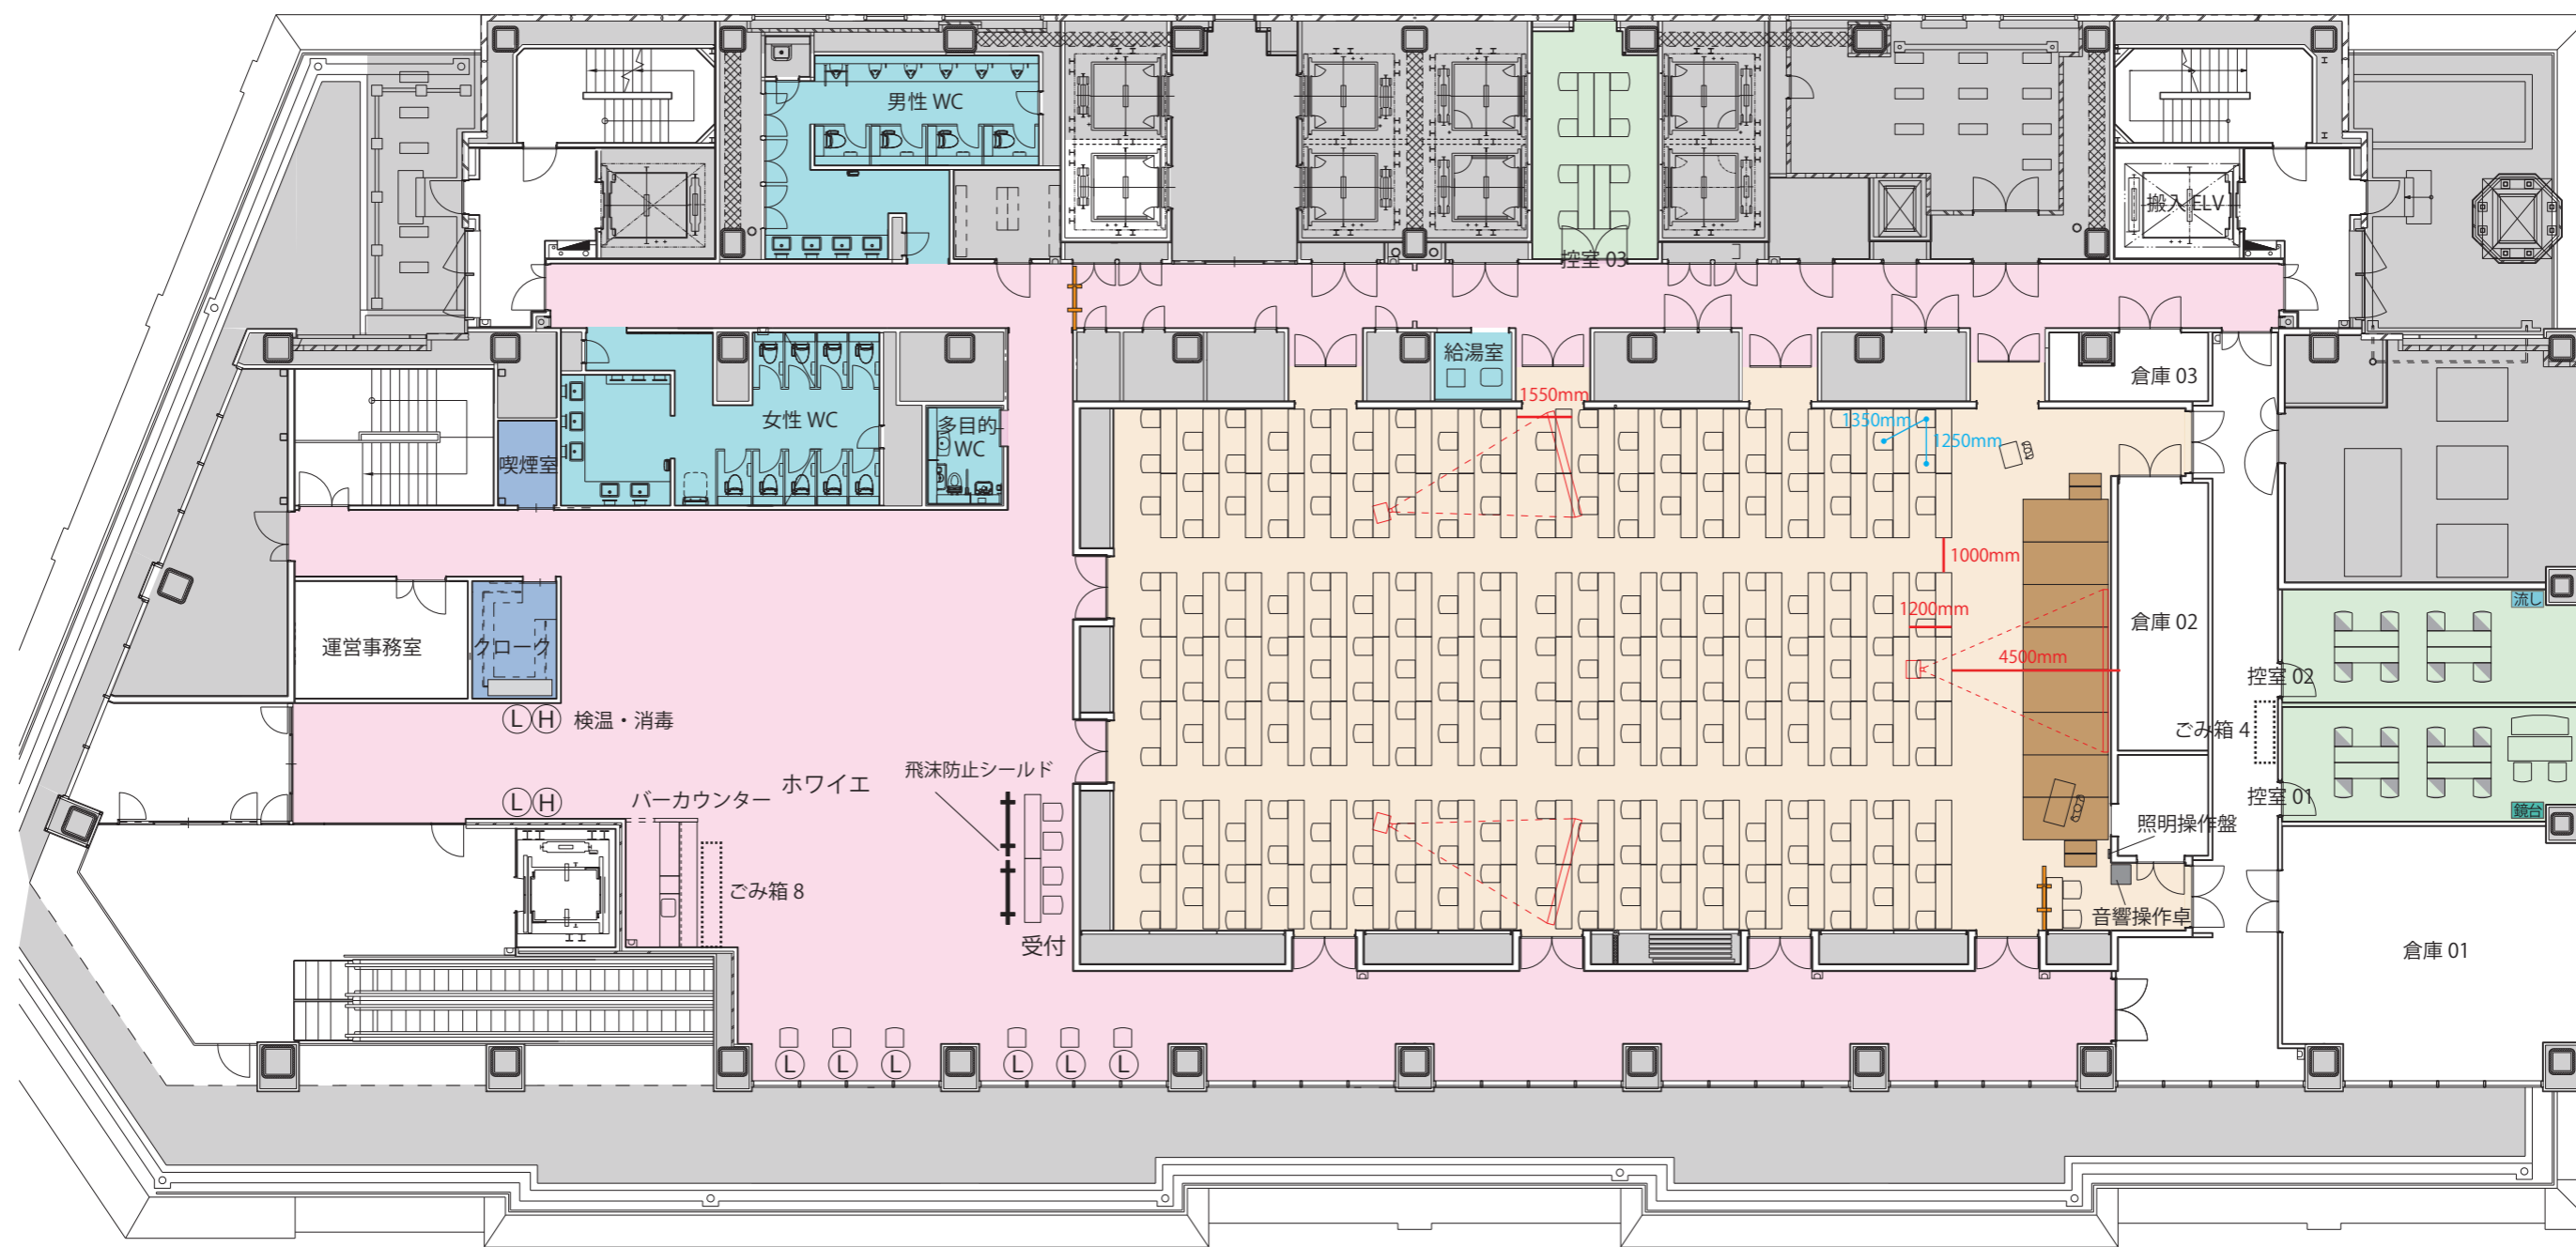 男性 WC
搬入 ELV
控室 03
給湯室
倉庫 03
1550mm
1350mm
1250mm
女性 WC
多目的
WC
喫煙室
1000mm
流し
1200mm
倉庫 02
運営事務室
クローク
4500mm
控室 02
L H 検温・消毒
ごみ箱 4
飛沫防止シールド
ホワイエ
L H
バーカウンター
控室 01
鏡台
照明操作盤
ごみ箱 8
音響操作卓
受付
倉庫 01
L L L L L L